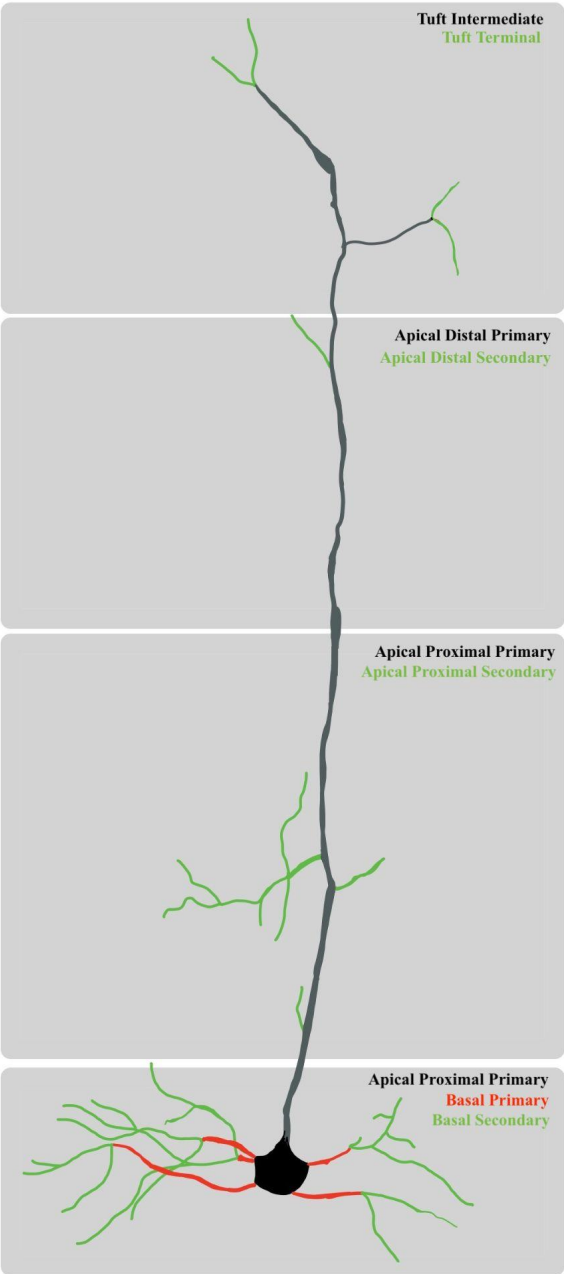 Tuft Intermediate
Tuft Terminal
Apical Distal Primary
Apical Distal Secondary
Apical Proximal Primary
Apical Proximal Secondary
Apical Proximal Primary
Basal Primary
Basal Secondary